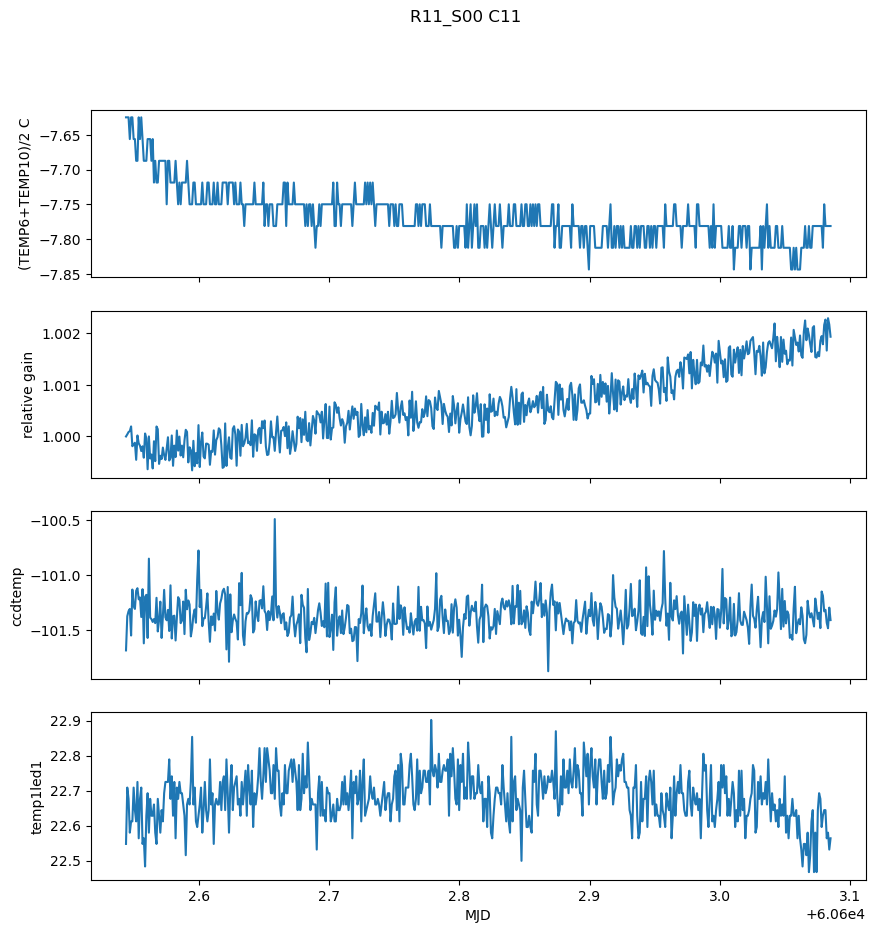 R11_S00 C11
(TEMP6+TEMP10)/2 C
−7.65
−7.70
−7.75
−7.80
−7.85
relative gain
1.002
1.001
1.000
ccdtemp
−100.5
−101.0
−101.5
temp1led1
22.9
22.8
22.7
22.6
22.5
2.6 2.7 2.8 2.9 3.0 3.1
MJD
+6.06e4